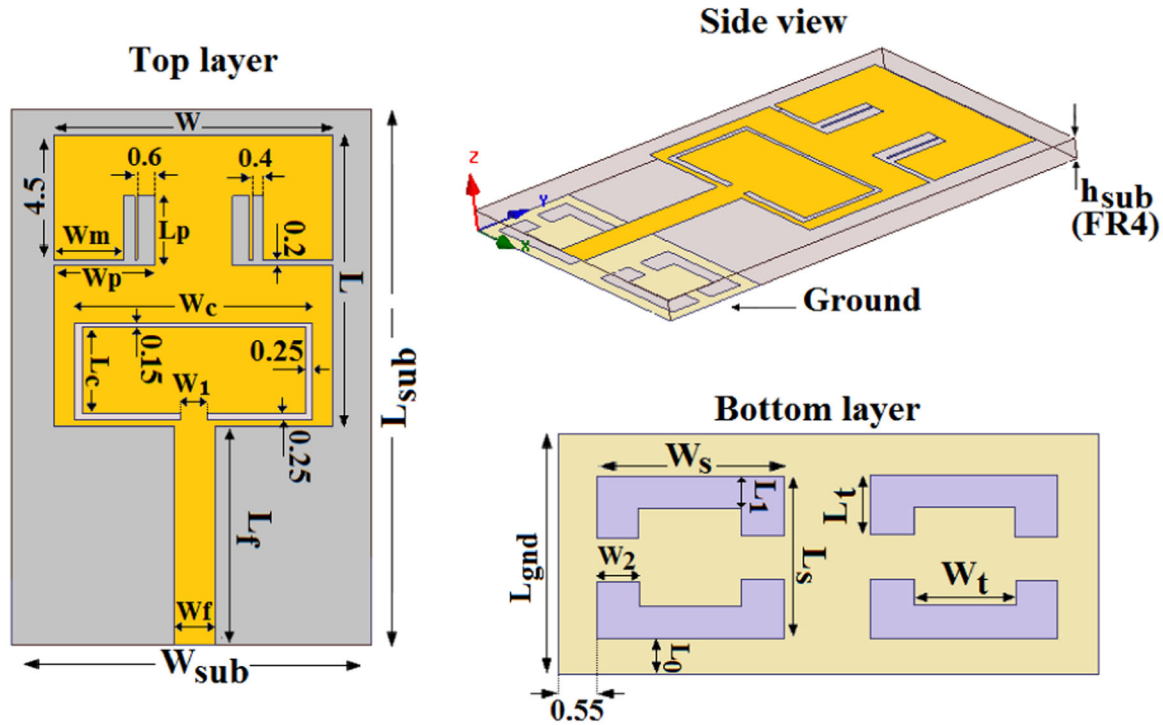 Side view
Top layer
W
0.6
0.4
4.5
Wm
Lp
0.2
Wp
L
Wc
Lc
0.15
0.25
W1
0.25
Lsub
Lf
Wf
Wsub
Z
Y
X
hsub
(FR4)
Ground
Bottom layer
Ws
L1
Lt
Lgnd
W2
Ls
Wt
L0
0.55